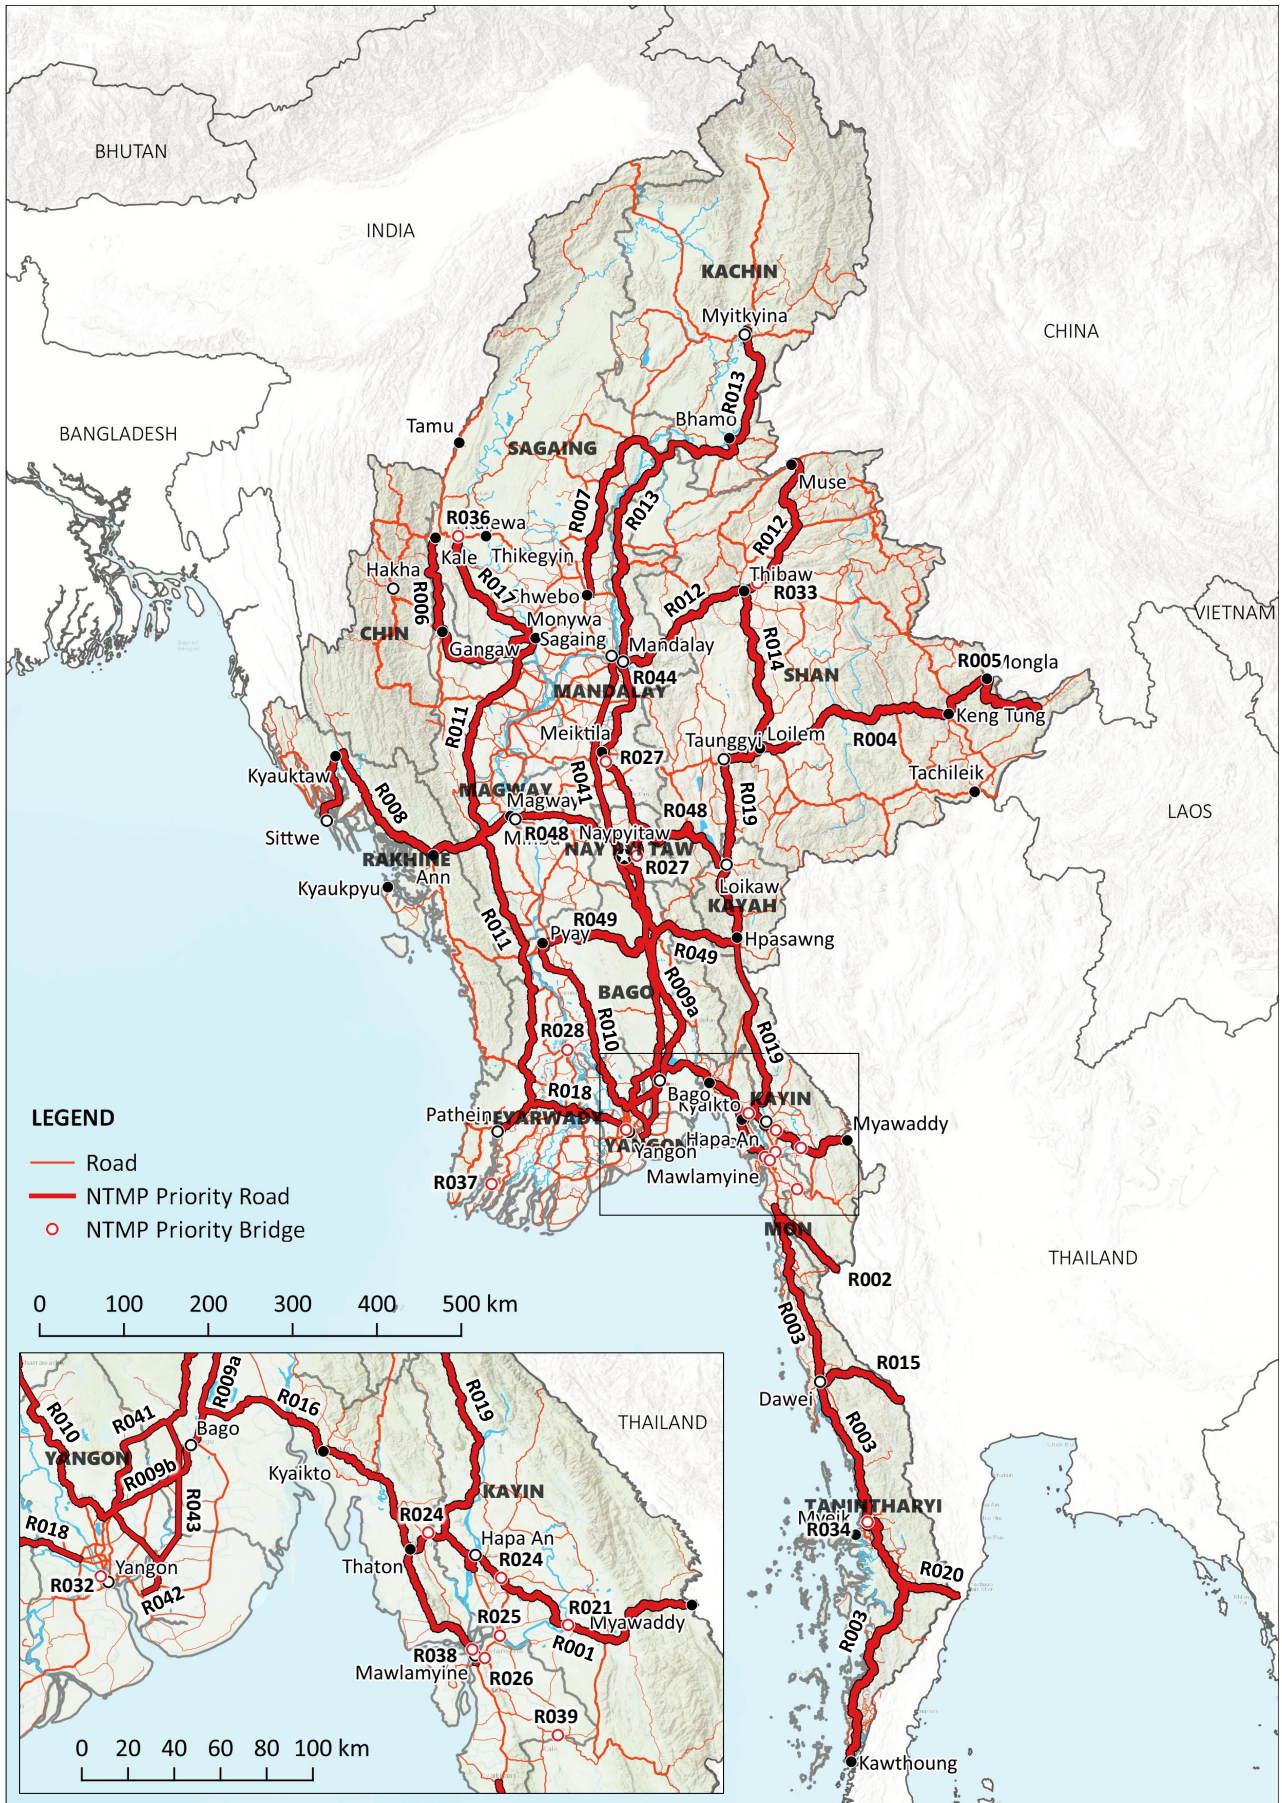 BHUTAN
INDIA
KACHIN
Myitkyina
CHINA
R013
Bhamo
Tamu
BANGLADESH
SAGAING
Muse
R007
R013
R036
R012
Kale
Thikegyin
Hakha
Thibaw
R033
R006
R017
R012
VIETNAM
Monywa
CHIN
Sagaing
Mandalay
Gangaw
R014
R005
R044
SHAN
MANDALAY
R011
Keng Tung
Meiktila
Taunggyi
Loilem
R004
R027
Kyauktaw
R041
Tachileik
R008
MAGWAY
Magway
R019
R048
LAOS
Sittwe
R048
Naypyitaw
RAKHINE
R027
Ann
Kyaukpyu
Loikaw
KAYAH
R011
R049
Pyay
Hpasawng
R049
BAGO
R009a
R028
R010
R019
LEGEND
R018
Bago
KAYIN
Kyaikto
Pathein
Myawaddy
Hapa An
Yangon
Road
Mawlamyine
R037
NTMP Priority Road
NTMP Priority Bridge
MON
THAILAND
R002
0 100 200 300 400 500 km
R003
R015
Dawei
R003
TANINTHARYI
R034
R020
R003
Kawthoung
R009a
R016
R019
THAILAND
R010
R041
Bago
YANGON
R009b
Kyaikto
KAYIN
R043
R024
R018
Hapa An
Thaton
R024
Yangon
R032
R042
R025
R021
Myawaddy
R001
R038
Mawlamyine
R026
R039
0 20 40 60 80 100 km